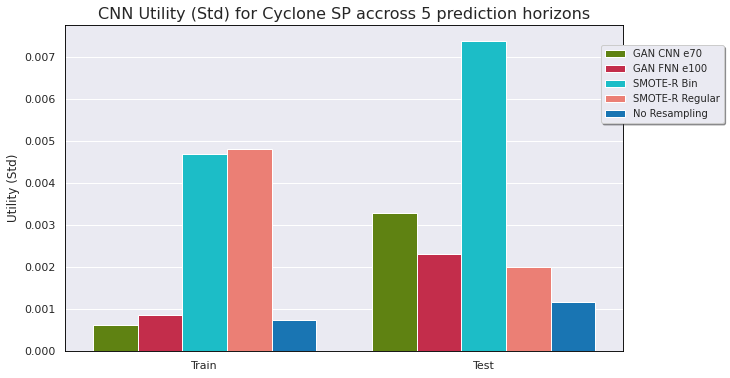 CNN Utility (Std) for Cyclone SP accross 5 prediction horizons
Utility (Std)
0.007
0.006
0.005
0.004
0.003
0.002
0.001
0.000
Train
Test
GAN CNN e70
GAN FNN e100
SMOTE-R Bin
SMOTE-R Regular
No Resampling